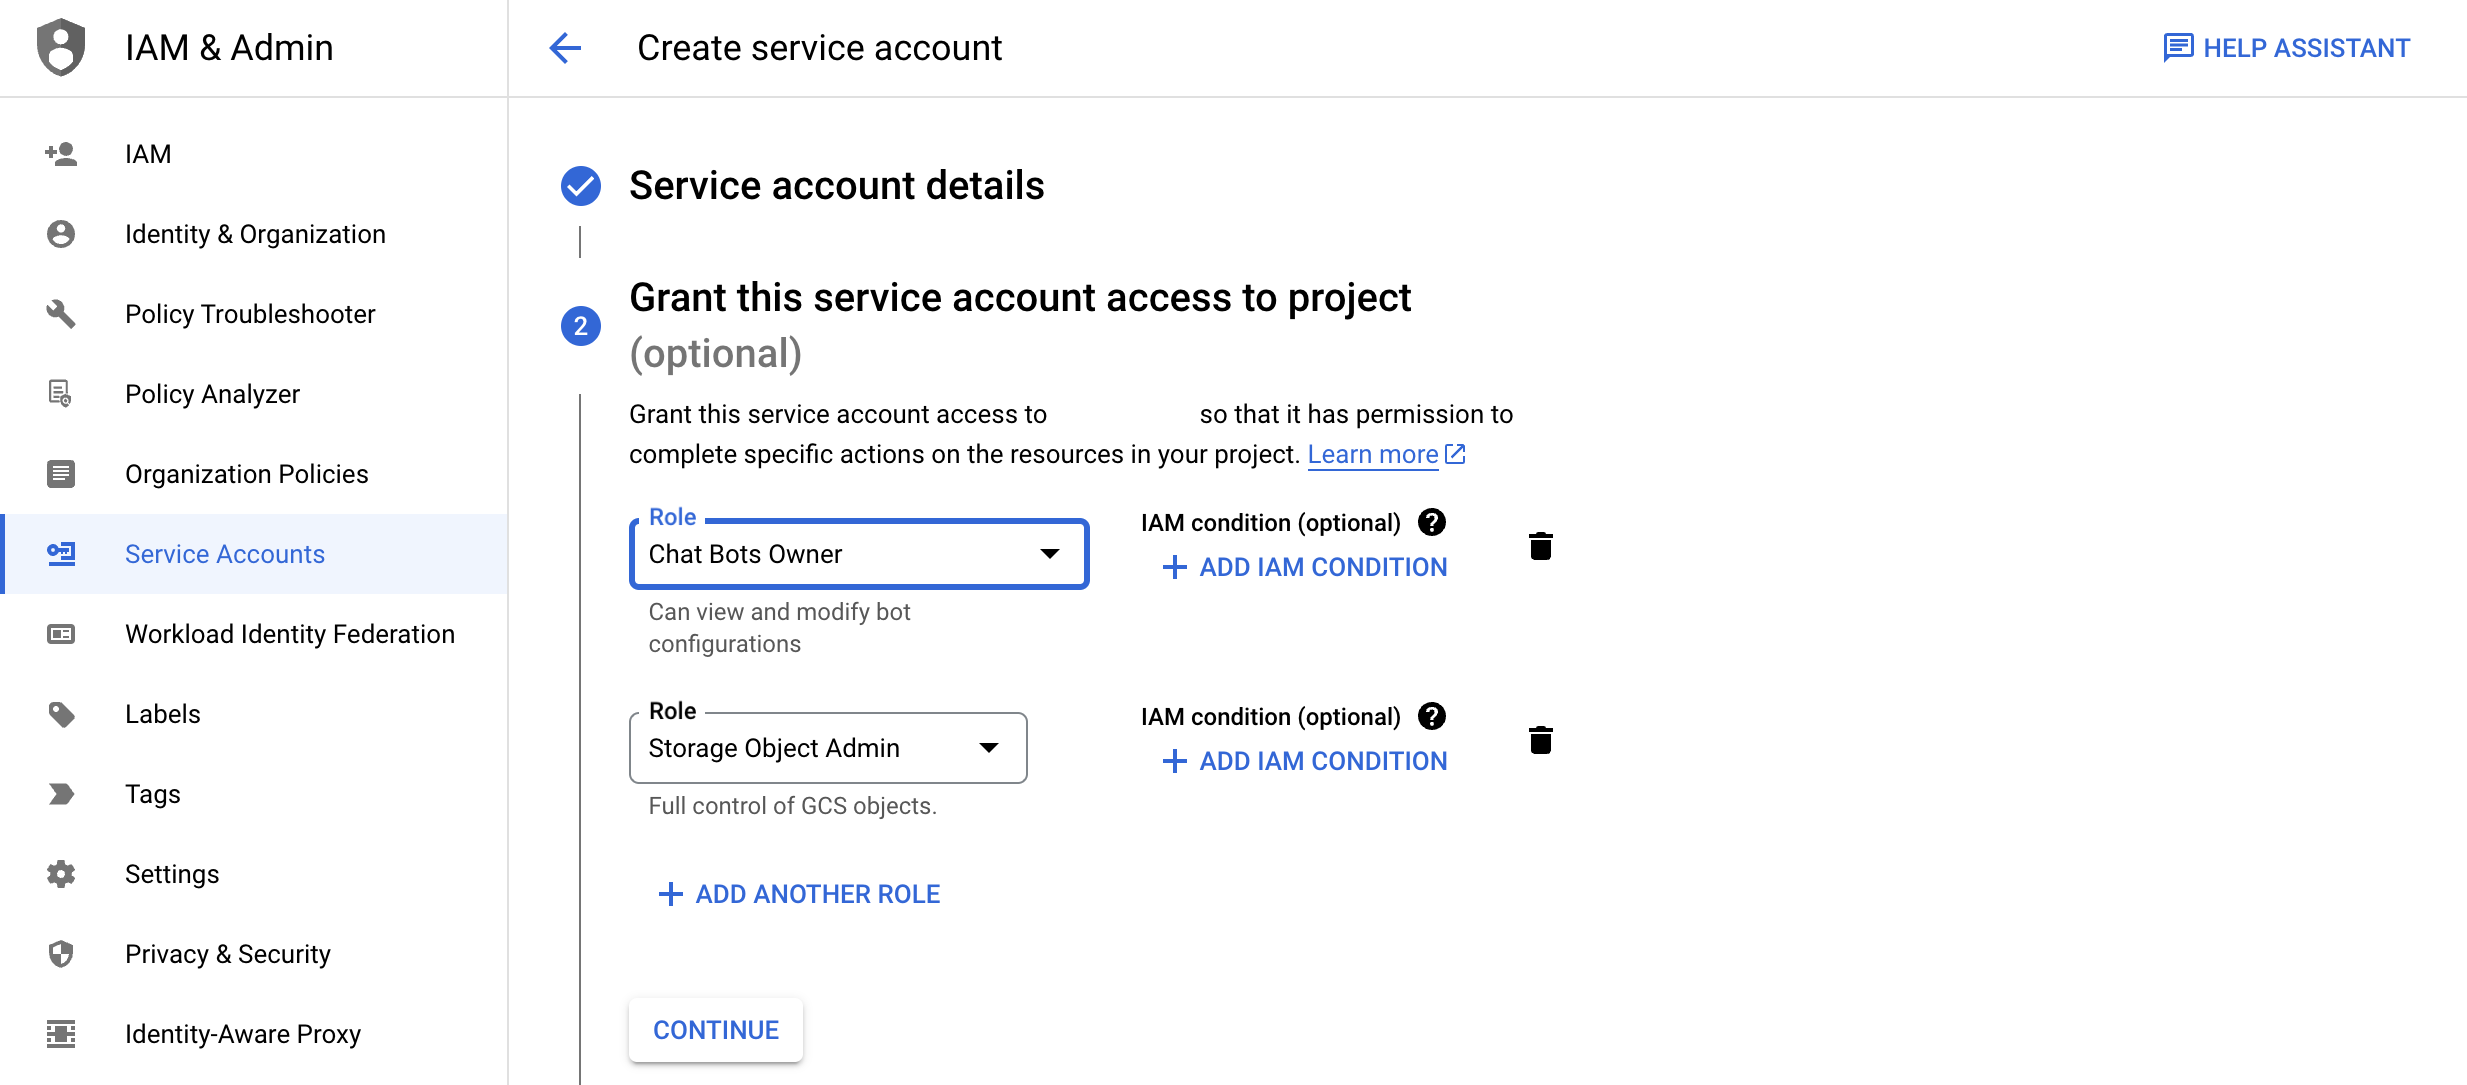 IAM & Admin
Create service account
HELP ASSISTANT
IAM
Identity & Organization
Policy Troubleshooter
Policy Analyzer
Organization Policies
Service Accounts
Workload Identity Federation
Labels
Tags
Settings
Privacy & Security
Identity-Aware Proxy
Service account details
2
Grant this service account access to project
(optional)
Grant this service account access to so that it has permission to
complete specific actions on the resources in your project. Learn more
Role
Chat Bots Owner
Can view and modify bot
configurations
IAM condition (optional) ?
+ ADD IAM CONDITION
Role
Storage Object Admin
Full control of GCS objects.
IAM condition (optional) ?
+ ADD IAM CONDITION
+ ADD ANOTHER ROLE
CONTINUE